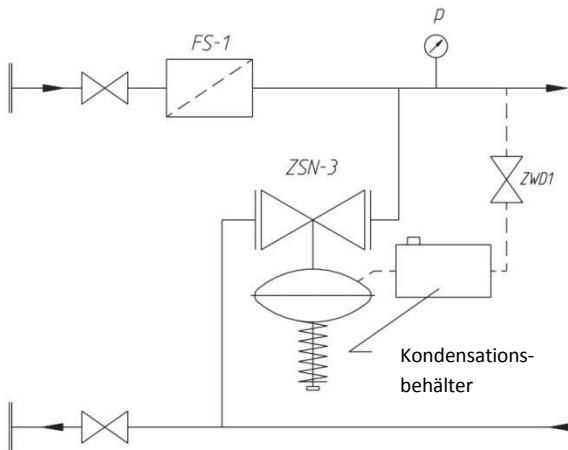 p
FS-1
ZSN-3
ZWD1
Kondensations-
behälter